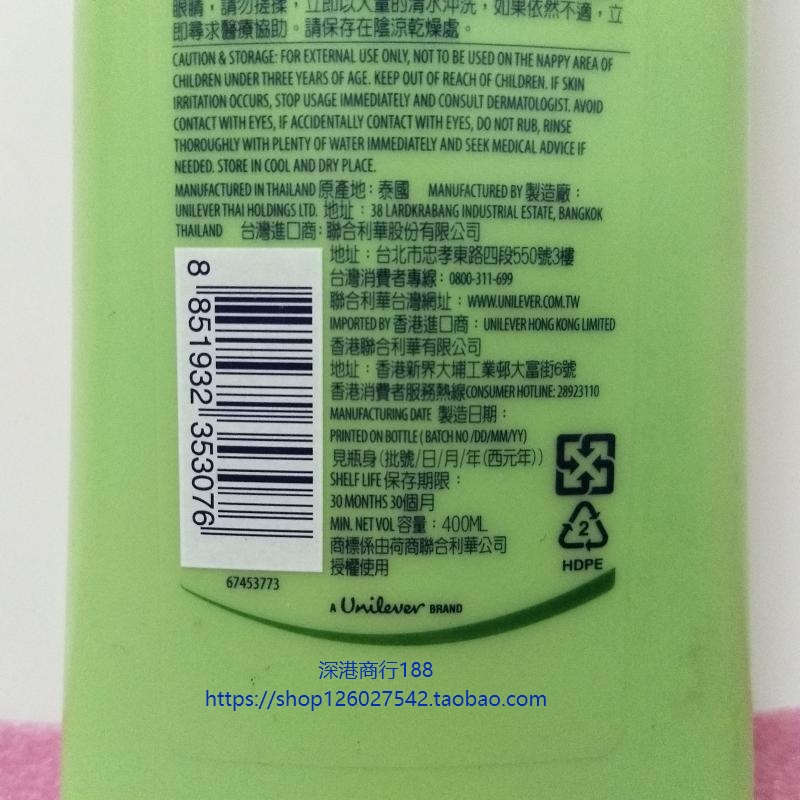 眼睛，請勿搓揉，立即以大量的清水沖洗，如果依然不適，立
即尋求醫療協助。請保存在陰涼乾燥處。
CAUTION & STORAGE: FOR EXTERNAL USE ONLY, NOT TO BE USED ON THE NAPPY AREA OF
CHILDREN UNDER THREE YEARS OF AGE. KEEP OUT OF REACH OF CHILDREN. IF SKIN
IRRITATION OCCURS, STOP USAGE IMMEDIATELY AND CONSULT DERMATOLOGIST. AVOID
CONTACT WITH EYES, IF ACCIDENTALLY CONTACT WITH EYES, DO NOT RUB, RINSE
THOROUGHLY WITH PLENTY OF WATER IMMEDIATELY AND SEEK MEDICAL ADVICE IF
NEEDED. STORE IN COOL AND DRY PLACE.
MANUFACTURED IN THAILAND 原產地：泰國 MANUFACTURED BY 製造廠：
UNILEVER THAI HOLDINGS LTD. 地址：38 LARDKRABANG INDUSTRIAL ESTATE, BANGKOK
THAILAND 台灣進口商：聯合利華股份有限公司
地址：台北市忠孝東路四段550號3樓
台灣消費者專線：0800-311-699
聯合利華台灣網址：WWW.UNILEVER.COM.TW
IMPORTED BY 香港進口商：UNILEVER HONG KONG LIMITED
香港聯合利華有限公司
地址：香港新界大埔工業邨大富街6號
香港消費者服務熱線CONSUMER HOTLINE: 28923110
MANUFACTURING DATE 製造日期：
PRINTED ON BOTTLE ( BATCH NO /DD/MM/YY)
見瓶身（批號/日/月/年（西元年））
SHELF LIFE 保存期限：
30 MONTHS 30個月
MIN. NET VOL 容量：400ML
商標係由荷商聯合利華公司
授權使用
8 851932 353076
67453773
2
HDPE
A Unilever BRAND
深港商行188
https://shop126027542.taobao.com